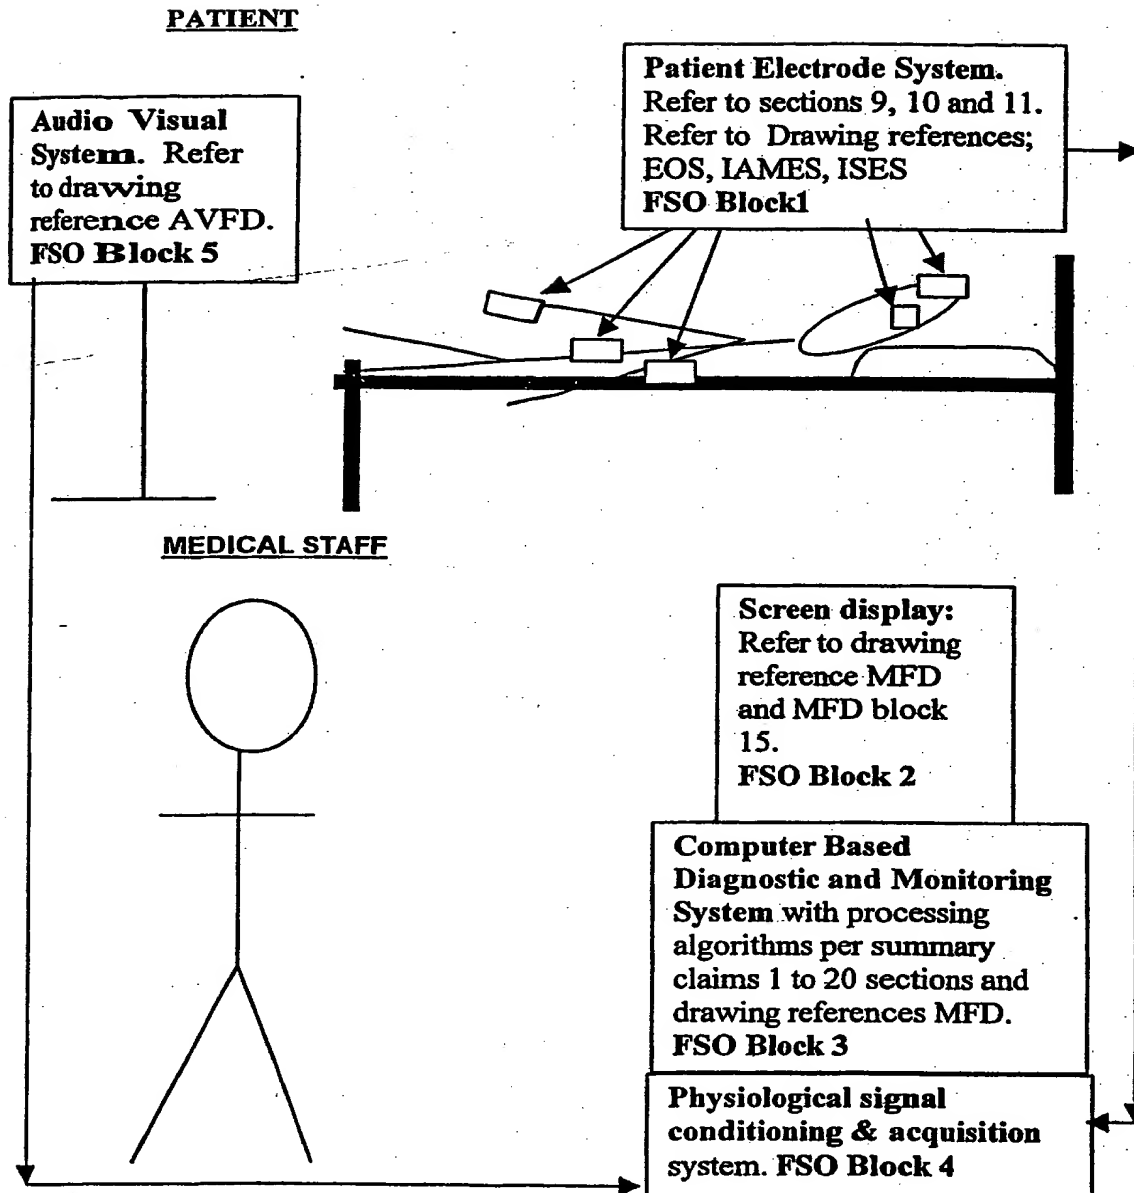 PATIENT
Audio Visual
System. Refer
to drawing
reference AVFD.
FSO Block 5
Patient Electrode System.
Refer to sections 9, 10 and 11.
Refer to Drawing references;
EOS, IAMES, ISES
FSO Block1
MEDICAL STAFF
Screen display:
Refer to drawing
reference MFD
and MFD block
15.
FSO Block 2
Computer Based
Diagnostic and Monitoring
System with processing
algorithms per summary
claims 1 to 20 sections and
drawing references MFD.
FSO Block 3
Physiological signal
conditioning & acquisition
system. FSO Block 4